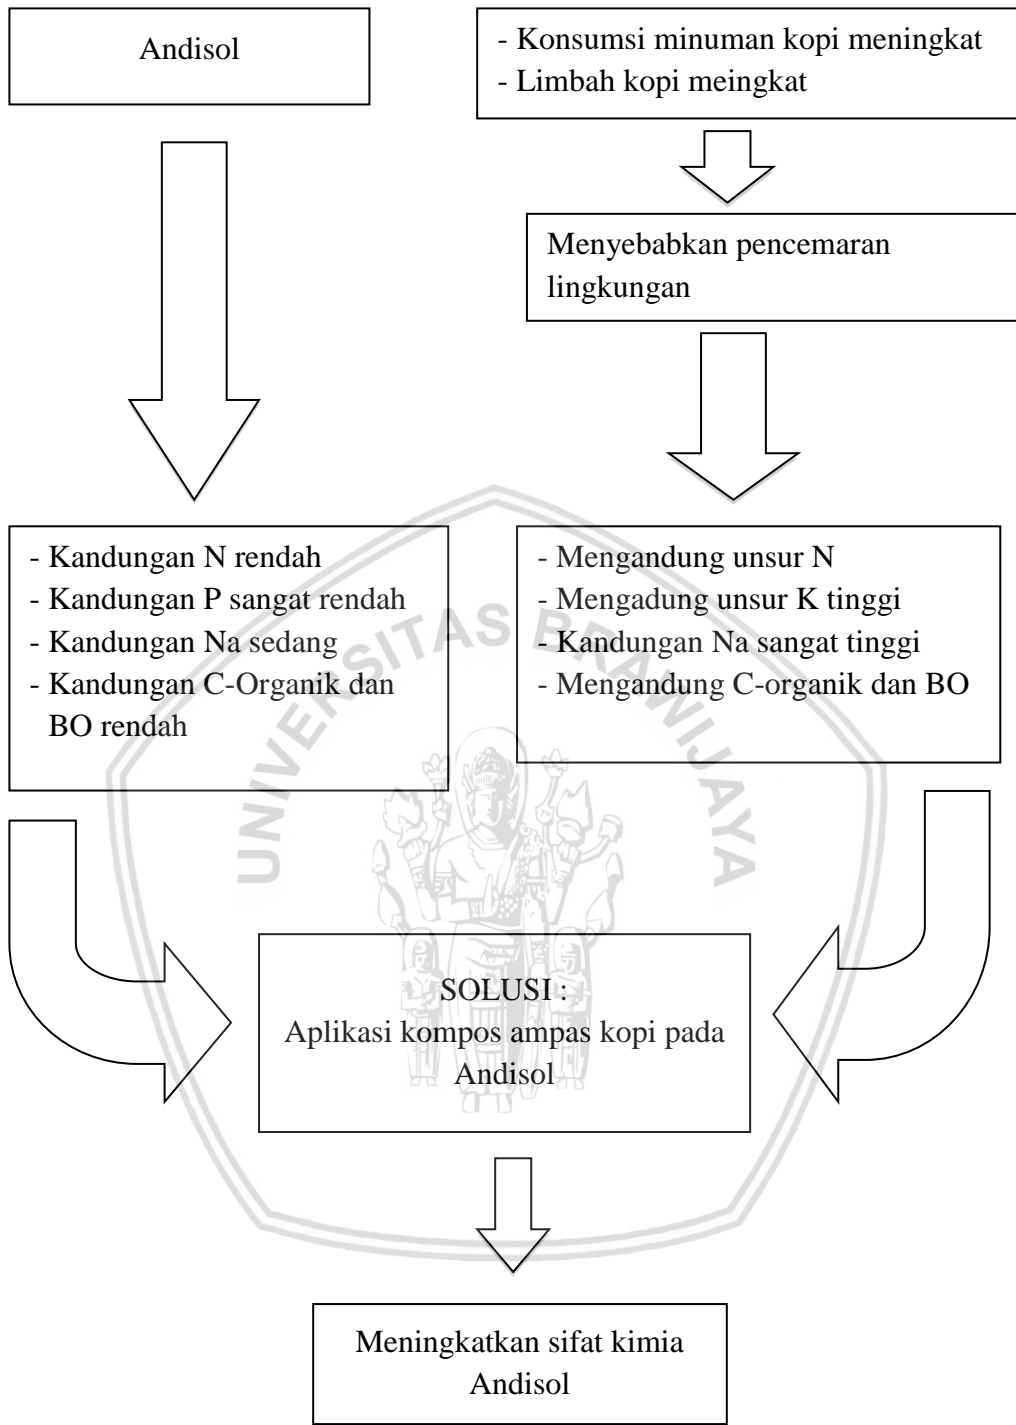 Andisol
- Konsumsi minuman kopi meningkat
- Limbah kopi meingkat
Menyebabkan pencemaran
lingkungan
- Kandungan N rendah
- Kandungan P sangat rendah
- Kandungan Na sedang
- Kandungan C-Organik dan
BO rendah
- Mengandung unsur N
- Mengadung unsur K tinggi
- Kandungan Na sangat tinggi
- Mengandung C-organik dan BO
UNIVERSITAS BRAWIJAYA
SOLUSI :
Aplikasi kompos ampas kopi pada
Andisol
Meningkatkan sifat kimia
Andisol